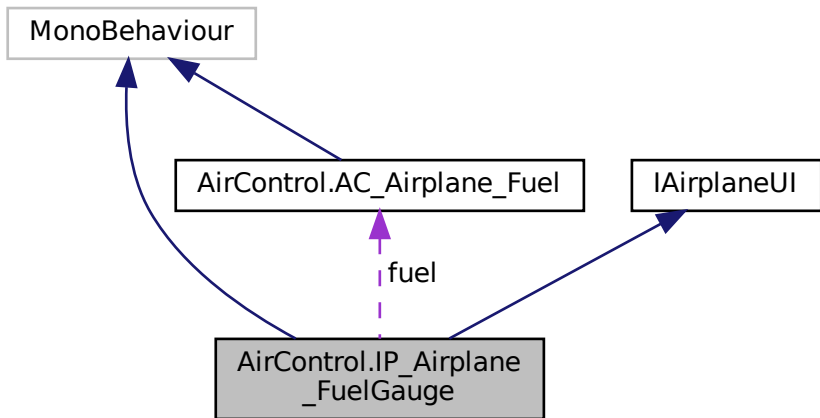 MonoBehaviour
AirControl.AC_Airplane_Fuel
IAirplaneUI
fuel
AirControl.IP_Airplane
_FuelGauge